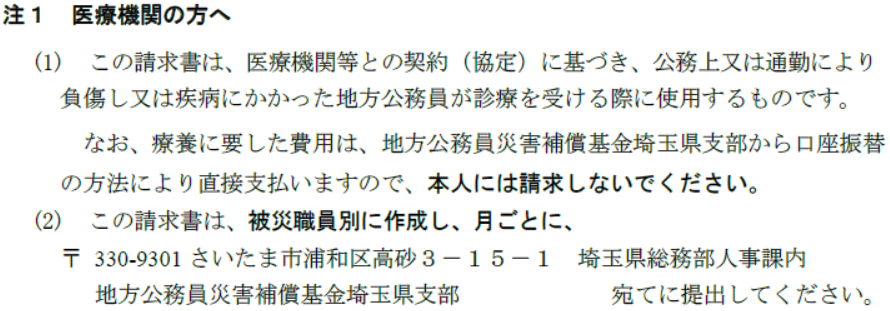 注１　医療機関の方へ
(1)　この請求書は、医療機関等との契約（協定）に基づき、公務上又は通勤により
負傷し又は疾病にかかった地方公務員が診療を受ける際に使用するものです。
なお、療養に要した費用は、地方公務員災害補償基金埼玉県支部から口座振替
の方法により直接支払いますので、本人には請求しないでください。
(2)　この請求書は、被災職員別に作成し、月ごとに、
〒 330-9301 さいたま市浦和区高砂３－１５－１　埼玉県総務部人事課内
地方公務員災害補償基金埼玉県支部　　　　　　　宛てに提出してください。